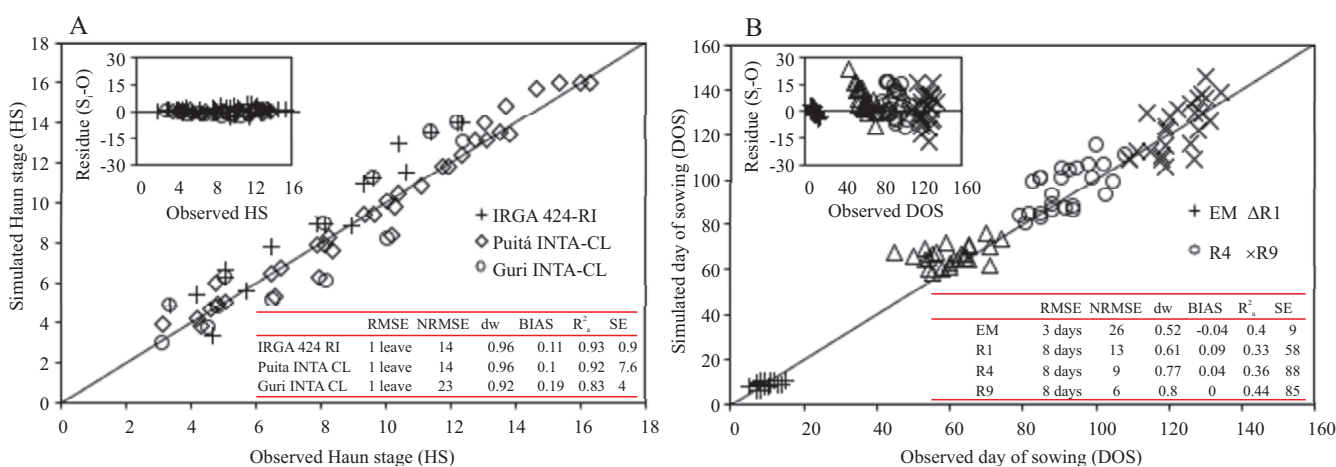 A
18
16
14
12
10
8
6
4
2
0
Simulated Haun stage (HS)
30
15
0
-15
-30
Residue (Si-O)
0 4 8 12 16
Observed HS
IRGA 424-RI
Puitá INTA-CL
Guri INTA-CL
RMSE NRMSE dw BIAS R²a SE
IRGA 424 RI 1 leave 14 0.96 0.11 0.93 0.9
Puita INTA CL 1 leave 14 0.96 0.1 0.92 7.6
Guri INTA CL 1 leave 23 0.92 0.19 0.83 4
0 2 4 6 8 10 12 14 16 18
Observed Haun stage (HS)
B
160
140
120
100
80
60
40
20
0
Simulated day of sowing (DOS)
30
15
0
-15
-30
Residue (Si-O)
0 40 80 120 160
Observed DOS
EM ΔR1
R4 ×R9
RMSE NRMSE dw BIAS R²a SE
EM 3 days 26 0.52 -0.04 0.4 9
R1 8 days 13 0.61 0.09 0.33 58
R4 8 days 9 0.77 0.04 0.36 88
R9 8 days 6 0.8 0 0.44 85
0 20 40 60 80 100 120 140 160
Observed day of sowing (DOS)